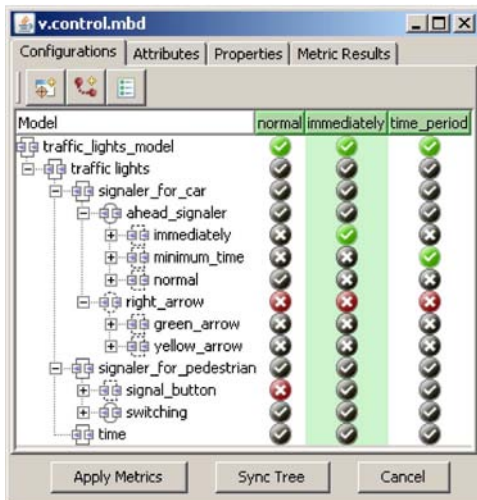 v.control.mbd
Configurations Attributes Properties Metric Results
Model normal immediately time_period
traffic_lights_model
traffic lights
signaler_for_car
ahead_signaler
immediately
minimum_time
normal
right_arrow
green_arrow
yellow_arrow
signaler_for_pedestrian
signal_button
switching
time
Apply Metrics Sync Tree Cancel